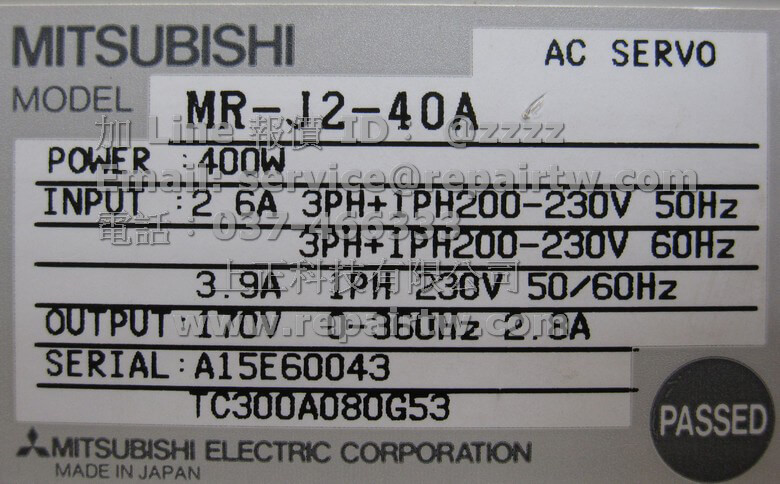 MITSUBISHI
AC SERVO
MODEL MR-J2-40A
加 Line 報價 ID： @zzzz
POWER :400W
Email: service@repairtw.com
INPUT :2 6A 3PH+1PH200-230V 50Hz
電話：037-466333
3PH+1PH200-230V 60Hz
上正科技有限公司
3.9A 1PH 230V 50/60Hz
OUTPUT:170V 0-360Hz 2.8A
www.repairtw.com
SERIAL:A15E60043
TC300A080G53
PASSED
MITSUBISHI ELECTRIC CORPORATION
MADE IN JAPAN